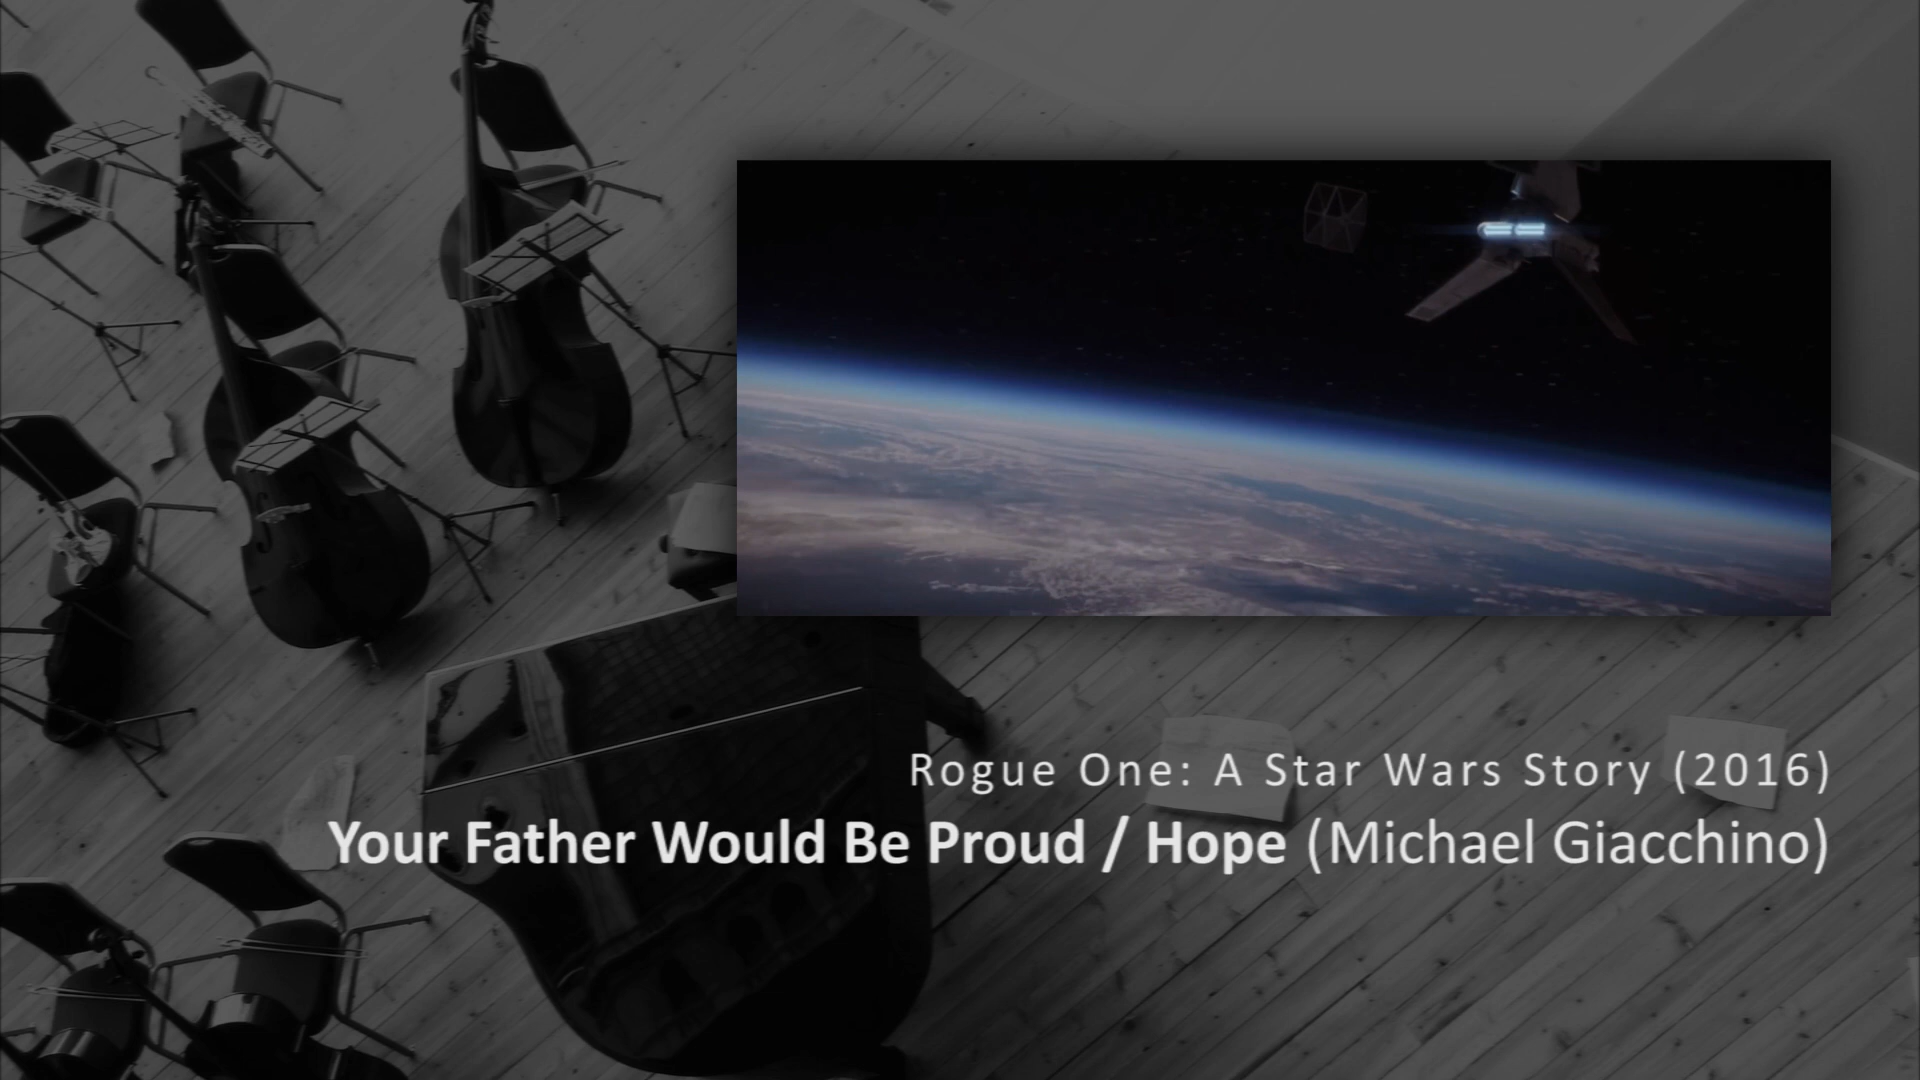 Rogue One: A Star Wars Story (2016)
Your Father Would Be Proud / Hope (Michael Giacchino)